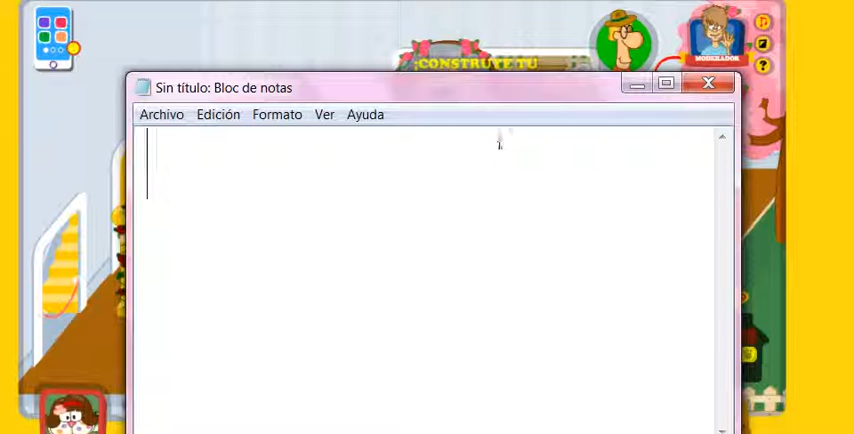 ¡CONSTRUYE TU
MODERADOR
Sin título: Bloc de notas
Archivo Edición Formato Ver Ayuda